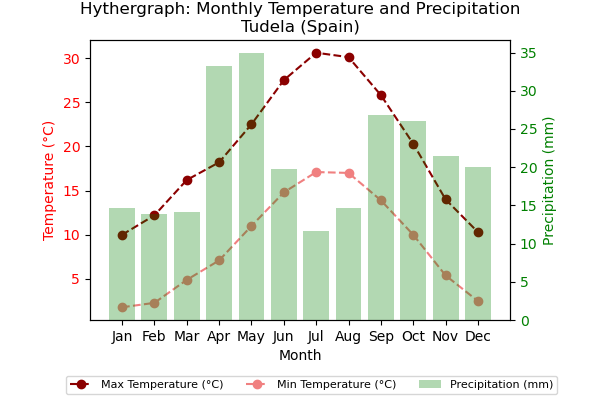 Hythergraph: Monthly Temperature and Precipitation
Tudela (Spain)
Temperature (°C)
30
25
20
15
10
5
Precipitation (mm)
35
30
25
20
15
10
5
0
Jan Feb Mar Apr May Jun Jul Aug Sep Oct Nov Dec
Month
Max Temperature (°C) Min Temperature (°C) Precipitation (mm)